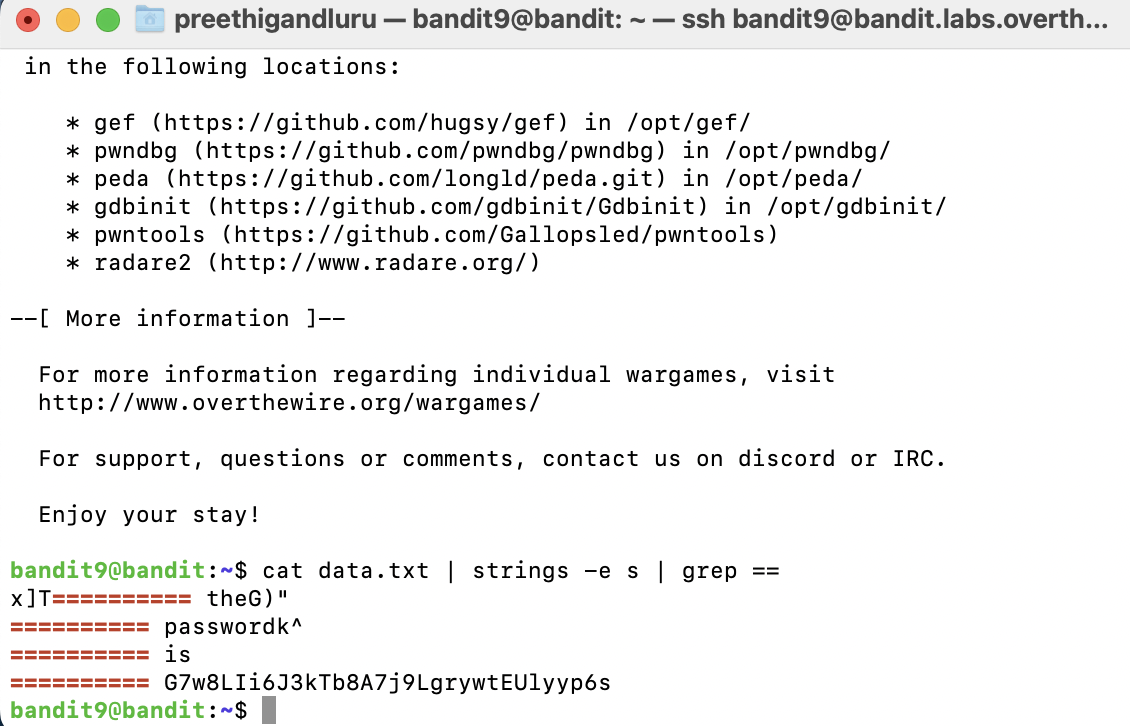 preethigandluru — bandit9@bandit: ~ — ssh bandit9@bandit.labs.overth...
in the following locations:
* gef (https://github.com/hugsy/gef) in /opt/gef/
* pwndbg (https://github.com/pwndbg/pwndbg) in /opt/pwndbg/
* peda (https://github.com/longld/peda.git) in /opt/peda/
* gdbinit (https://github.com/gdbinit/Gdbinit) in /opt/gdbinit/
* pwntools (https://github.com/Gallopsled/pwntools)
* radare2 (http://www.radare.org/)
--[ More information ]--
For more information regarding individual wargames, visit
http://www.overthewire.org/wargames/
For support, questions or comments, contact us on discord or IRC.
Enjoy your stay!
bandit9@bandit:~$ cat data.txt | strings -e s | grep ==
x]T========== theG)"
========== passwordk^
========== is
========== G7w8LIi6J3kTb8A7j9LgrywtEUlyyp6s
bandit9@bandit:~$